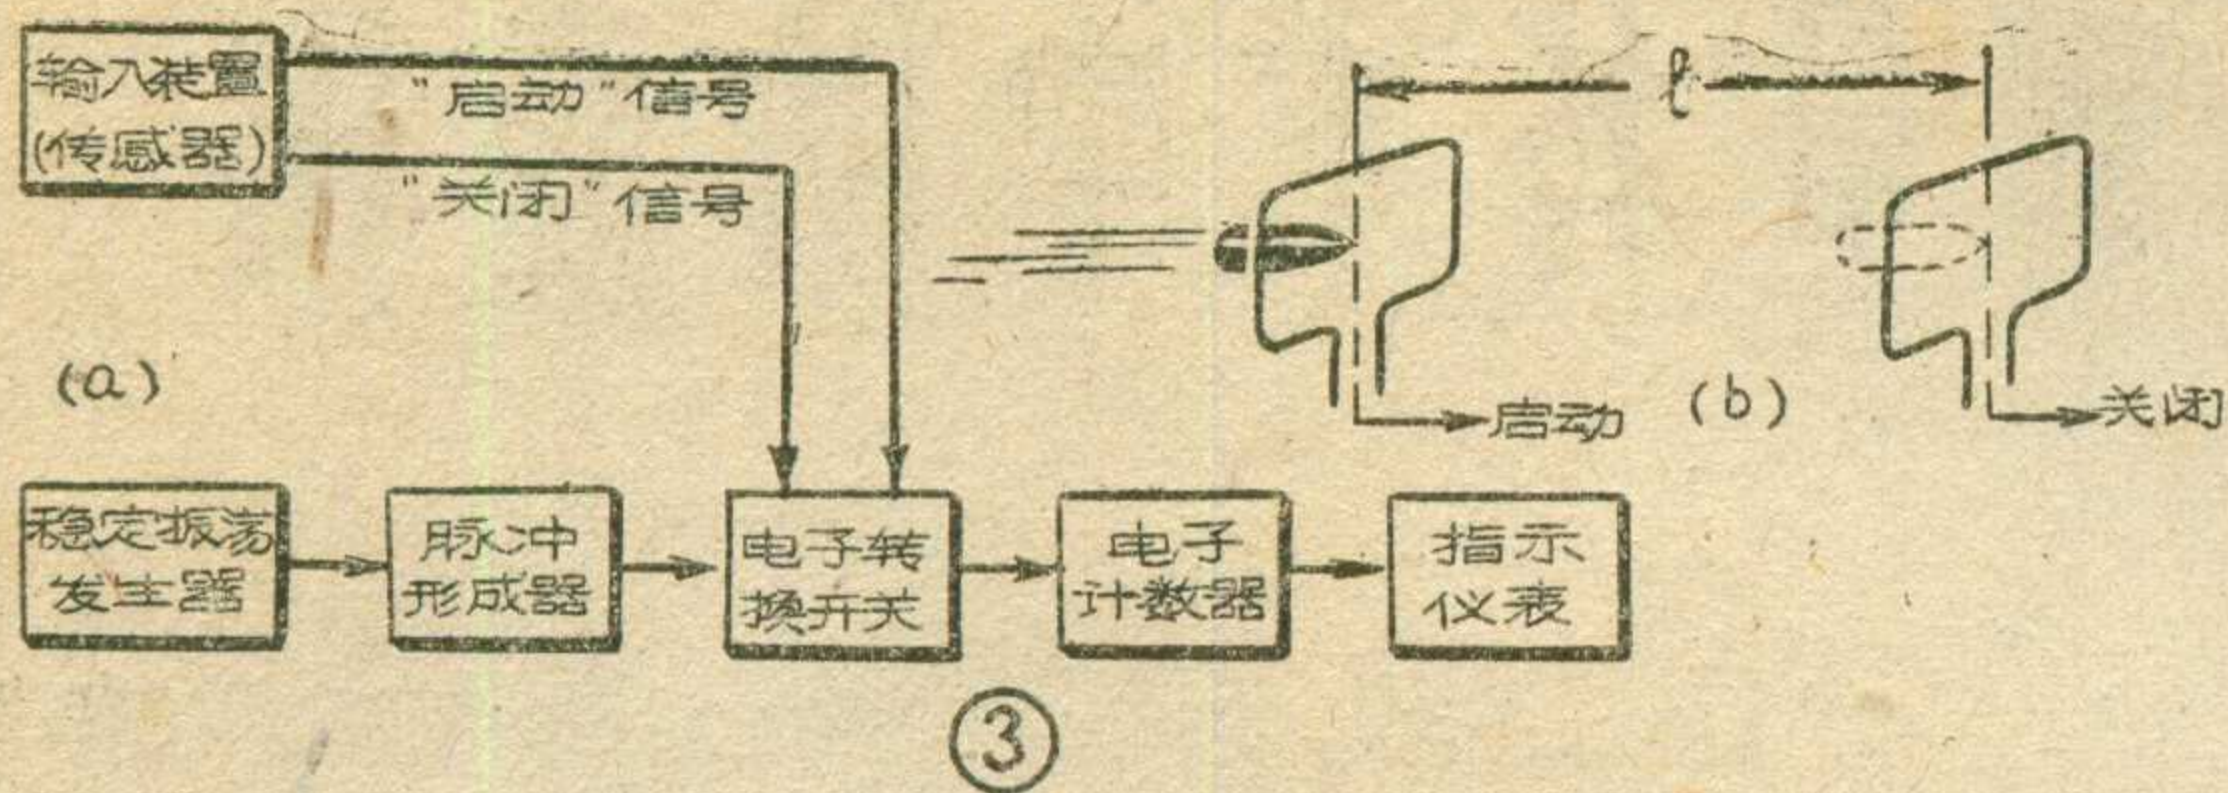 输入装置
(传感器)
"启动"信号
"关闭"信号
l
(a)
启动
(b)
关闭
稳定振荡
发生器
脉冲
形成器
电子转
换开关
电子
计数器
指示
仪表
③